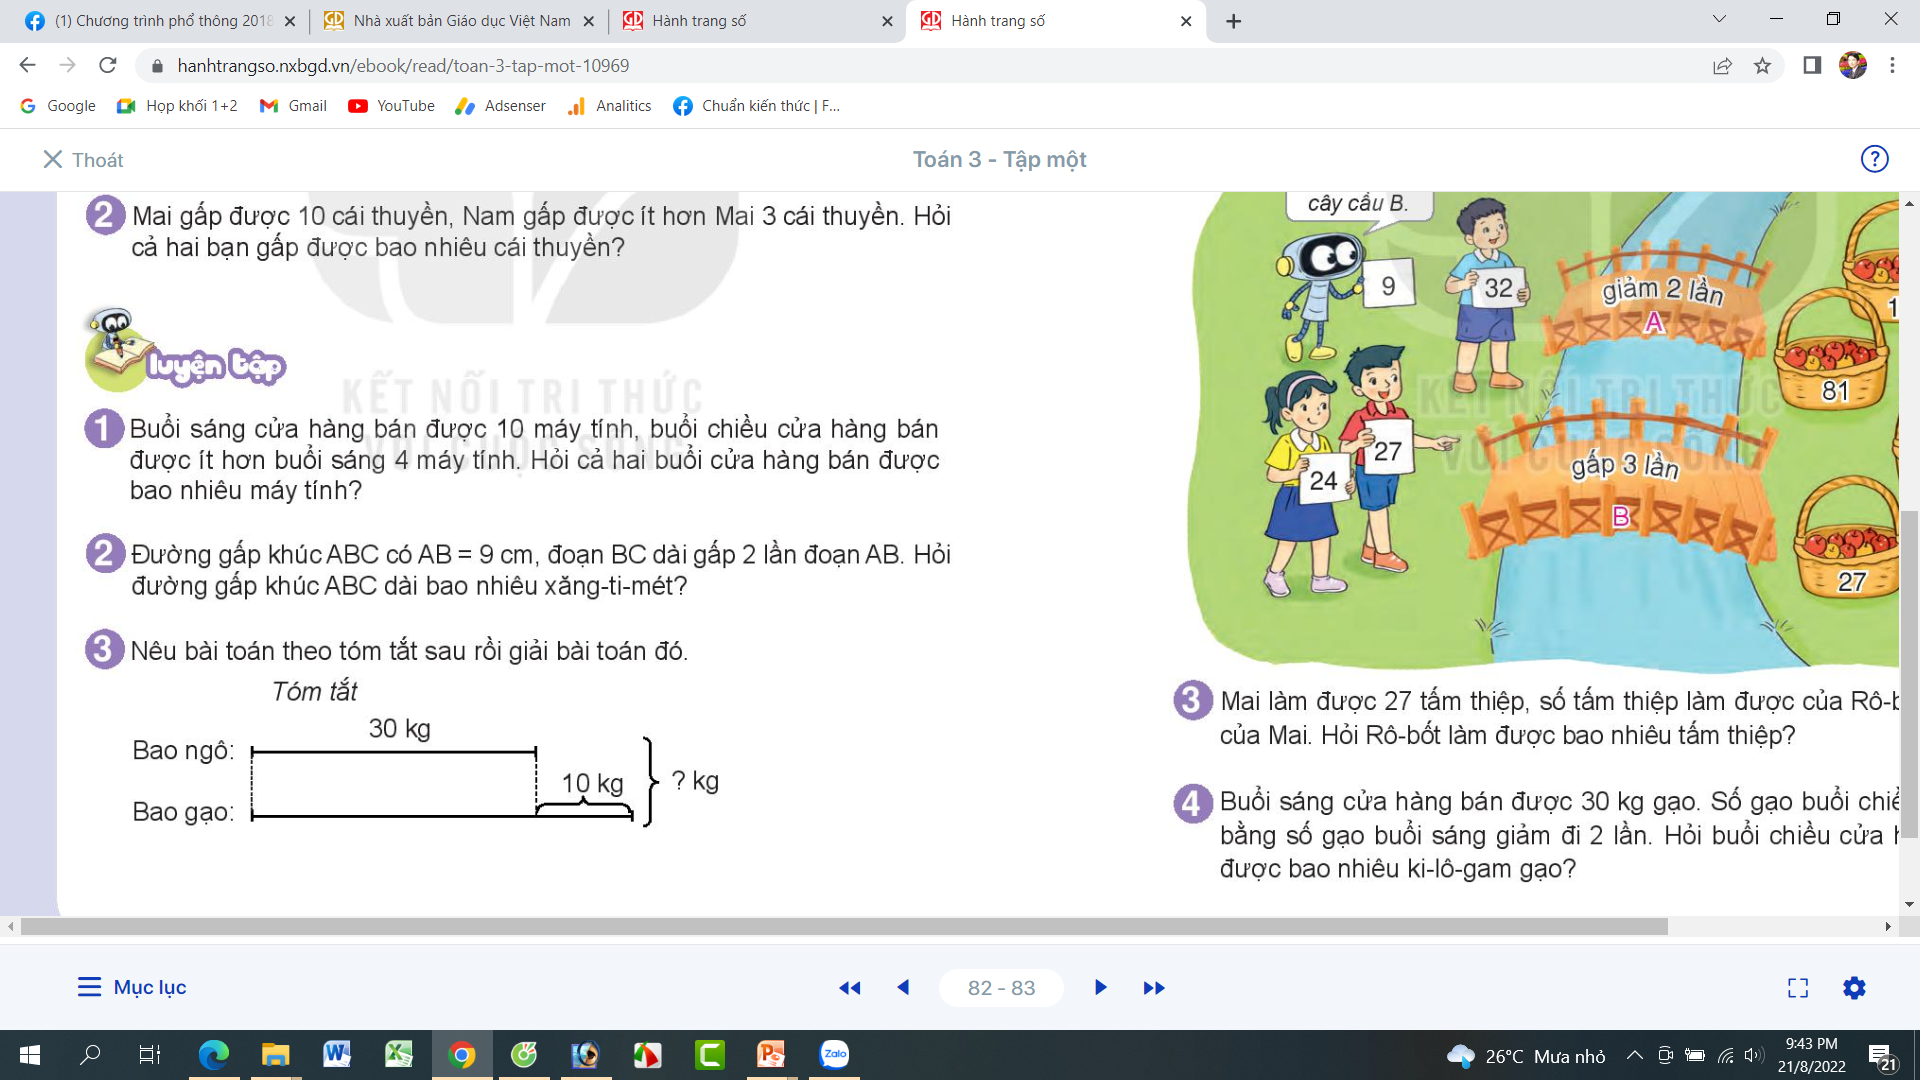 (1) Chương trình phổ thông 2018
Nhà xuất bản Giáo dục Việt Nam
Hành trang số
Hành trang số
hanhtrangso.nxbgd.vn/ebook/read/toan-3-tap-mot-10969
Google
Họp khối 1+2
Gmail
YouTube
Adsenser
Analitics
Chuẩn kiến thức | F...
Thoát
Toán 3 - Tập một
?
2 Mai gấp được 10 cái thuyền, Nam gấp được ít hơn Mai 3 cái thuyền. Hỏi
cả hai bạn gấp được bao nhiêu cái thuyền?
luyện tập
KẾT NỐI TRI THỨC
VỚI CUỘC SỐNG
1 Buổi sáng cửa hàng bán được 10 máy tính, buổi chiều cửa hàng bán
được ít hơn buổi sáng 4 máy tính. Hỏi cả hai buổi cửa hàng bán được
bao nhiêu máy tính?
2 Đường gấp khúc ABC có AB = 9 cm, đoạn BC dài gấp 2 lần đoạn AB. Hỏi
đường gấp khúc ABC dài bao nhiêu xăng-ti-mét?
3 Nêu bài toán theo tóm tắt sau rồi giải bài toán đó.
Tóm tắt
30 kg
Bao ngô:
10 kg
? kg
Bao gạo:
cây cầu B.
9
32
giảm 2 lần
A
1
81
KẾT NỐI TRI THỨC
VỚI CUỘC SỐNG
27
24
gấp 3 lần
B
27
3 Mai làm được 27 tấm thiệp, số tấm thiệp làm được của Rô-b
của Mai. Hỏi Rô-bốt làm được bao nhiêu tấm thiệp?
4 Buổi sáng cửa hàng bán được 30 kg gạo. Số gạo buổi chiề
bằng số gạo buổi sáng giảm đi 2 lần. Hỏi buổi chiều cửa h
được bao nhiêu ki-lô-gam gạo?
Mục lục
82 - 83
Zalo
26°C Mưa nhỏ
9:43 PM
21/8/2022
21